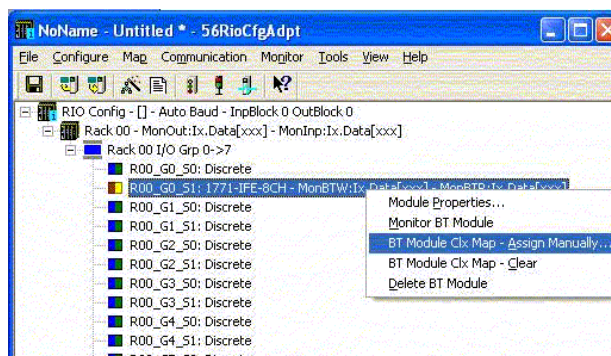 NoName - Untitled * - 56RioCfgAdpt
File Configure Map Communication Monitor Tools View Help
RIO Config - [] - Auto Baud - InpBlock 0 OutBlock 0
Rack 00 - MonOut:Ix.Data[xxx] - MonInp:Ix.Data[xxx]
Rack 00 I/O Grp 0->7
R00_G0_S0: Discrete
R00_G0_S1: 1771-IFE-8CH - MonBTW:Ix.Data[xxx] - MonBTR:Ix.Data[xxx]
Module Properties...
R00_G1_S0: Discrete
Monitor BT Module
R00_G1_S1: Discrete
BT Module Clx Map - Assign Manually...
R00_G2_S0: Discrete
BT Module Clx Map - Clear
R00_G2_S1: Discrete
Delete BT Module
R00_G3_S0: Discrete
R00_G3_S1: Discrete
R00_G4_S0: Discrete